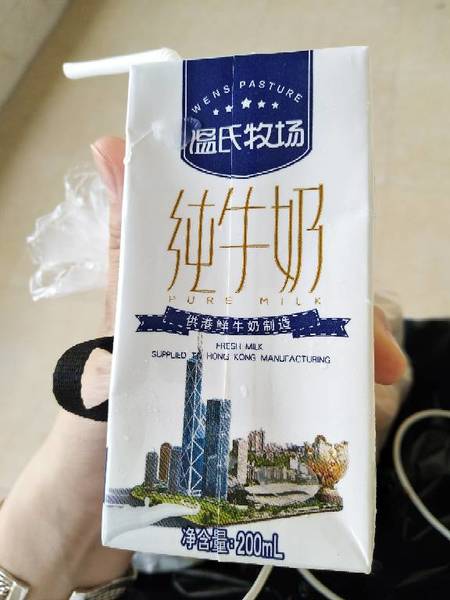 WENS PASTURE
温氏牧场
纯牛奶
PURE MILK
供港鲜牛奶制造
FRESH MILK
SUPPLIED TO HONG KONG MANUFACTURING
净含量:200mL